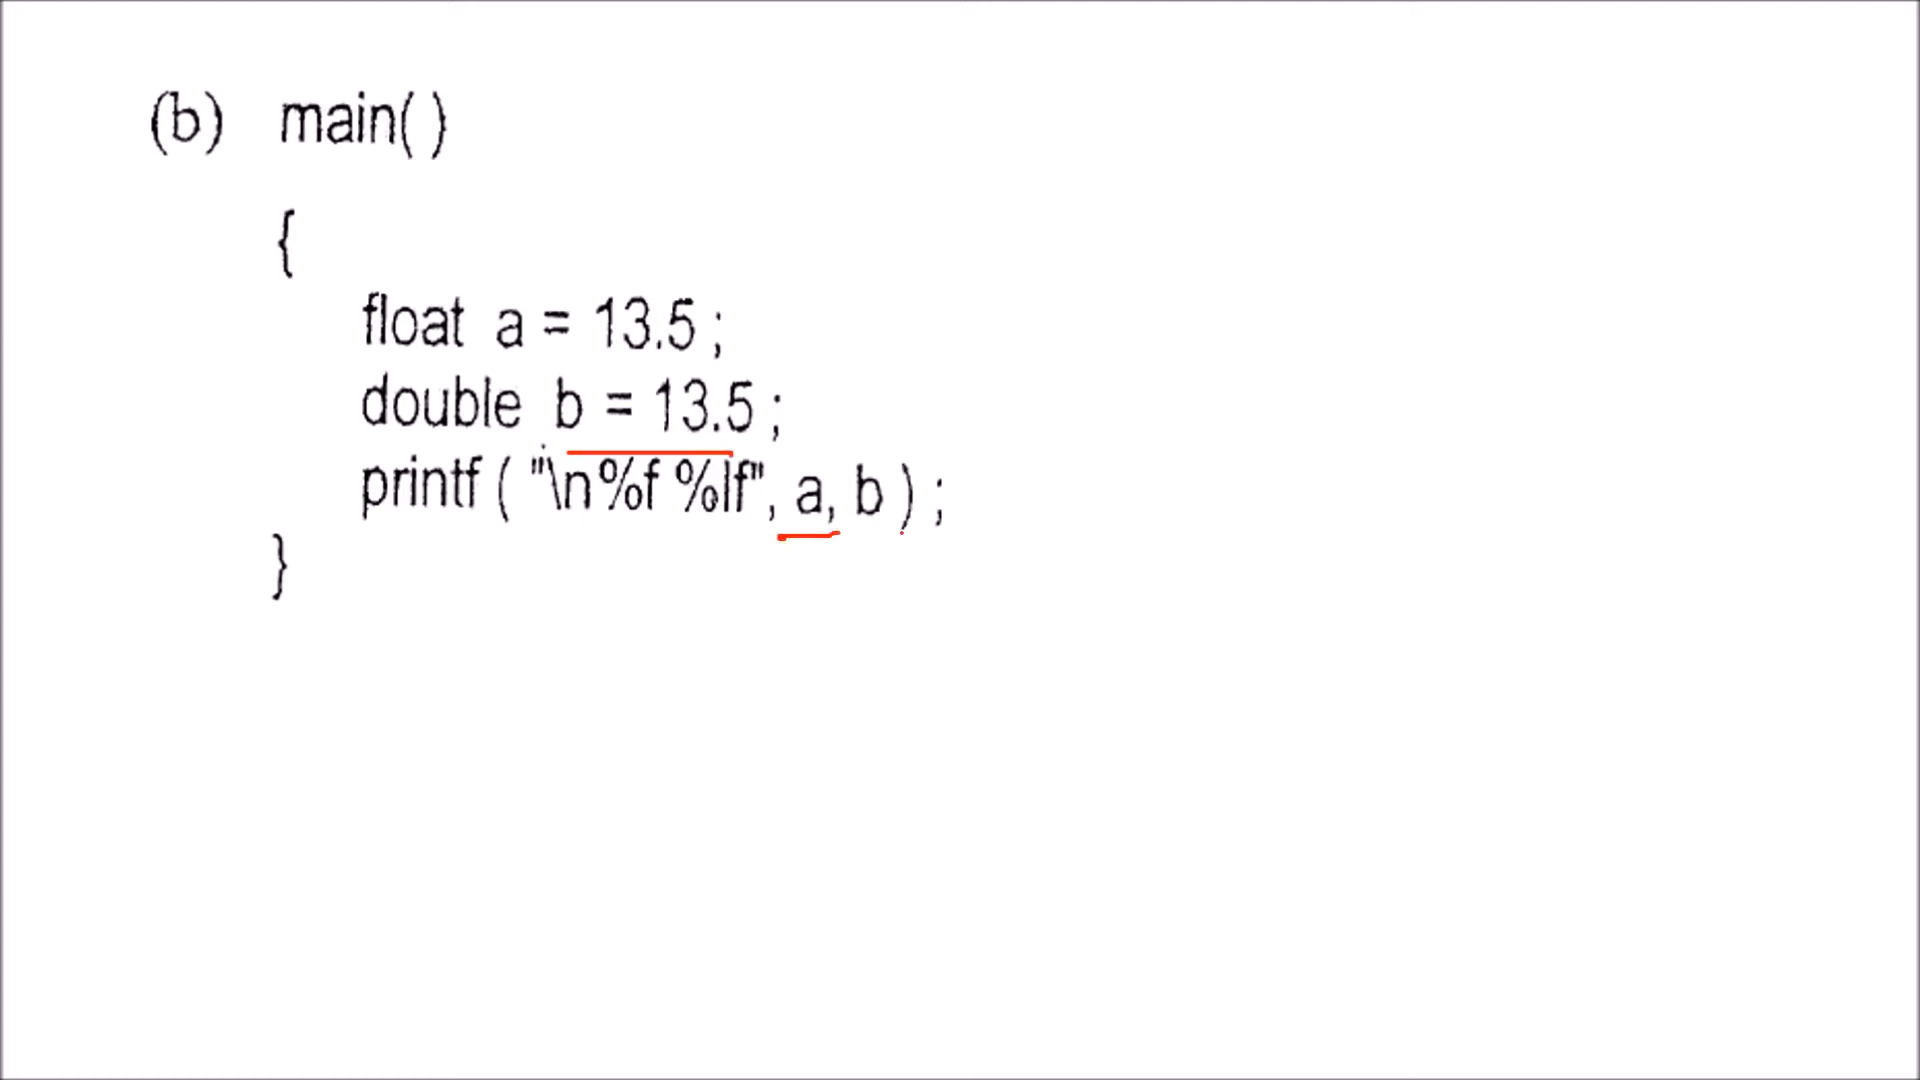 (b) main( )
{
float a = 13.5 ;
double b = 13.5 ;
printf ( "\n%f %lf", a, b ) ;
}